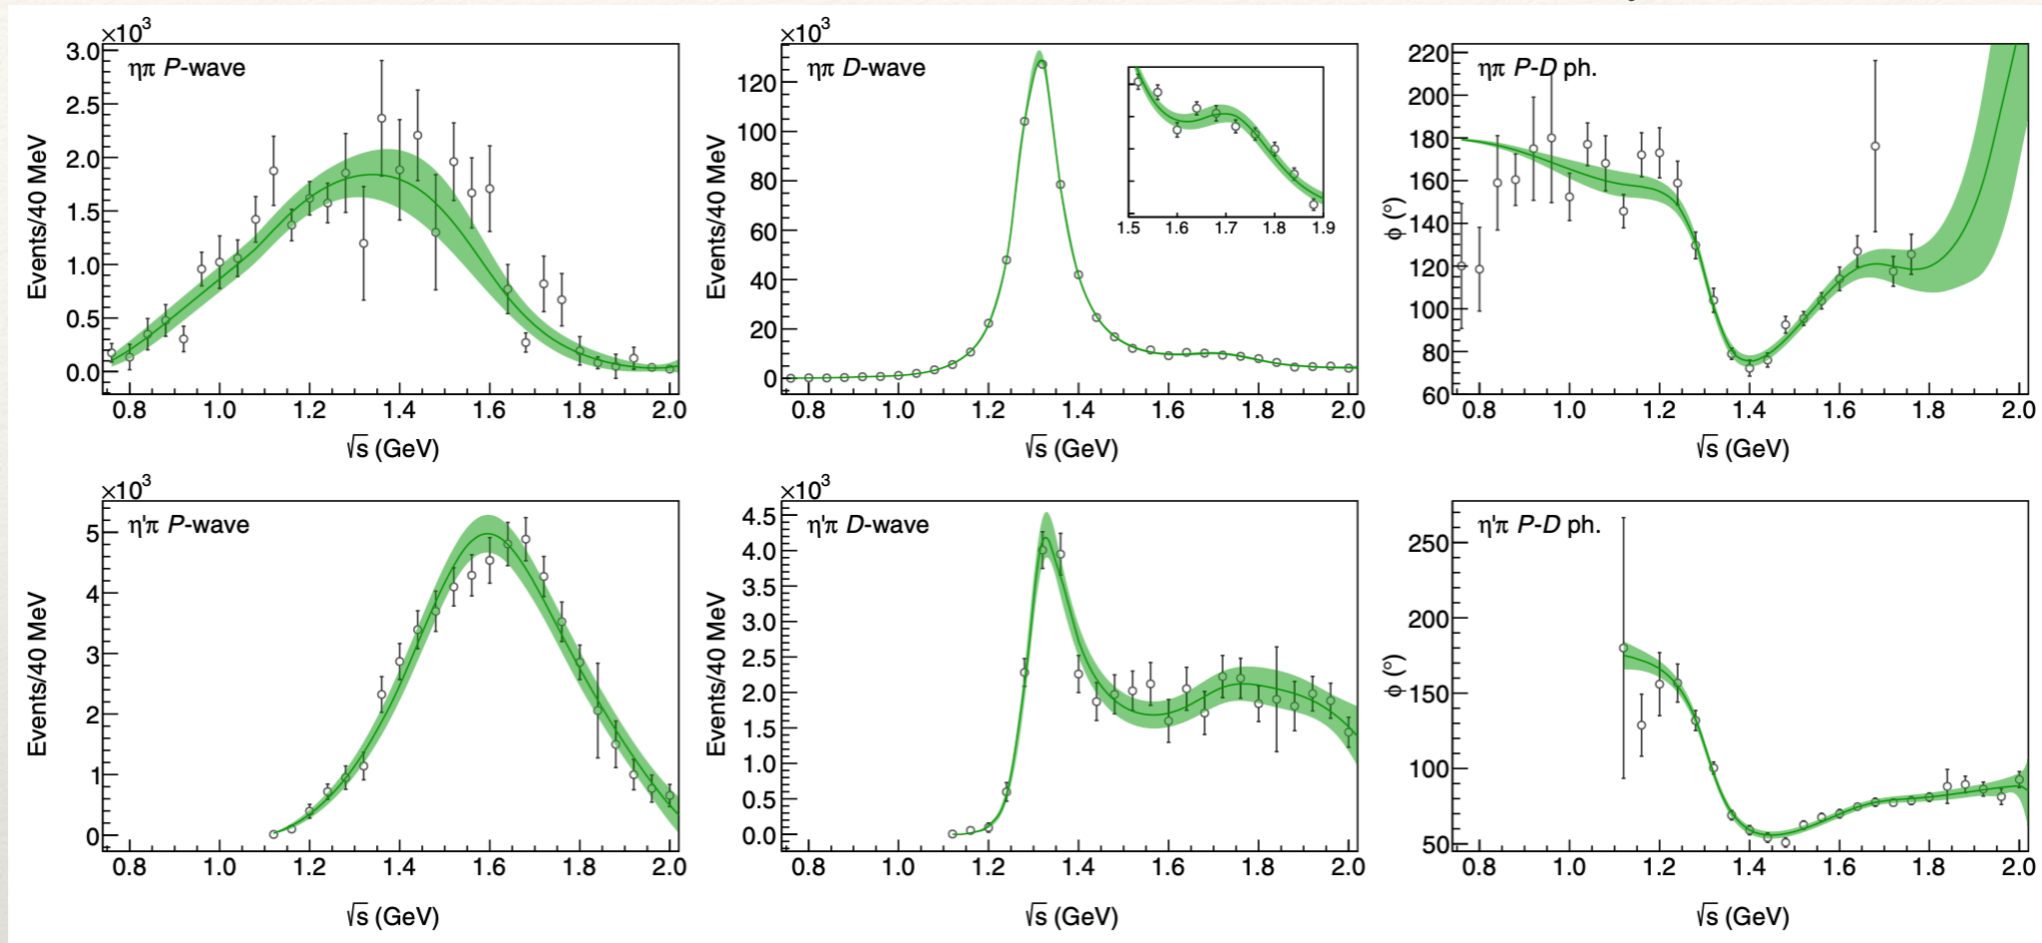 ×10³
ηπ P-wave
Events/40 MeV
3.0
2.5
2.0
1.5
1.0
0.5
0.0
0.8 1.0 1.2 1.4 1.6 1.8 2.0
√s (GeV)
×10³
ηπ D-wave
Events/40 MeV
120
100
80
60
40
20
0
1.5 1.6 1.7 1.8 1.9
0.8 1.0 1.2 1.4 1.6 1.8 2.0
√s (GeV)
ηπ P-D ph.
ϕ (°)
220
200
180
160
140
120
100
80
60
0.8 1.0 1.2 1.4 1.6 1.8 2.0
√s (GeV)
×10³
η'π P-wave
Events/40 MeV
5
4
3
2
1
0
0.8 1.0 1.2 1.4 1.6 1.8 2.0
√s (GeV)
×10³
η'π D-wave
Events/40 MeV
4.5
4.0
3.5
3.0
2.5
2.0
1.5
1.0
0.5
0.0
0.8 1.0 1.2 1.4 1.6 1.8 2.0
√s (GeV)
η'π P-D ph.
ϕ (°)
250
200
150
100
50
0.8 1.0 1.2 1.4 1.6 1.8 2.0
√s (GeV)